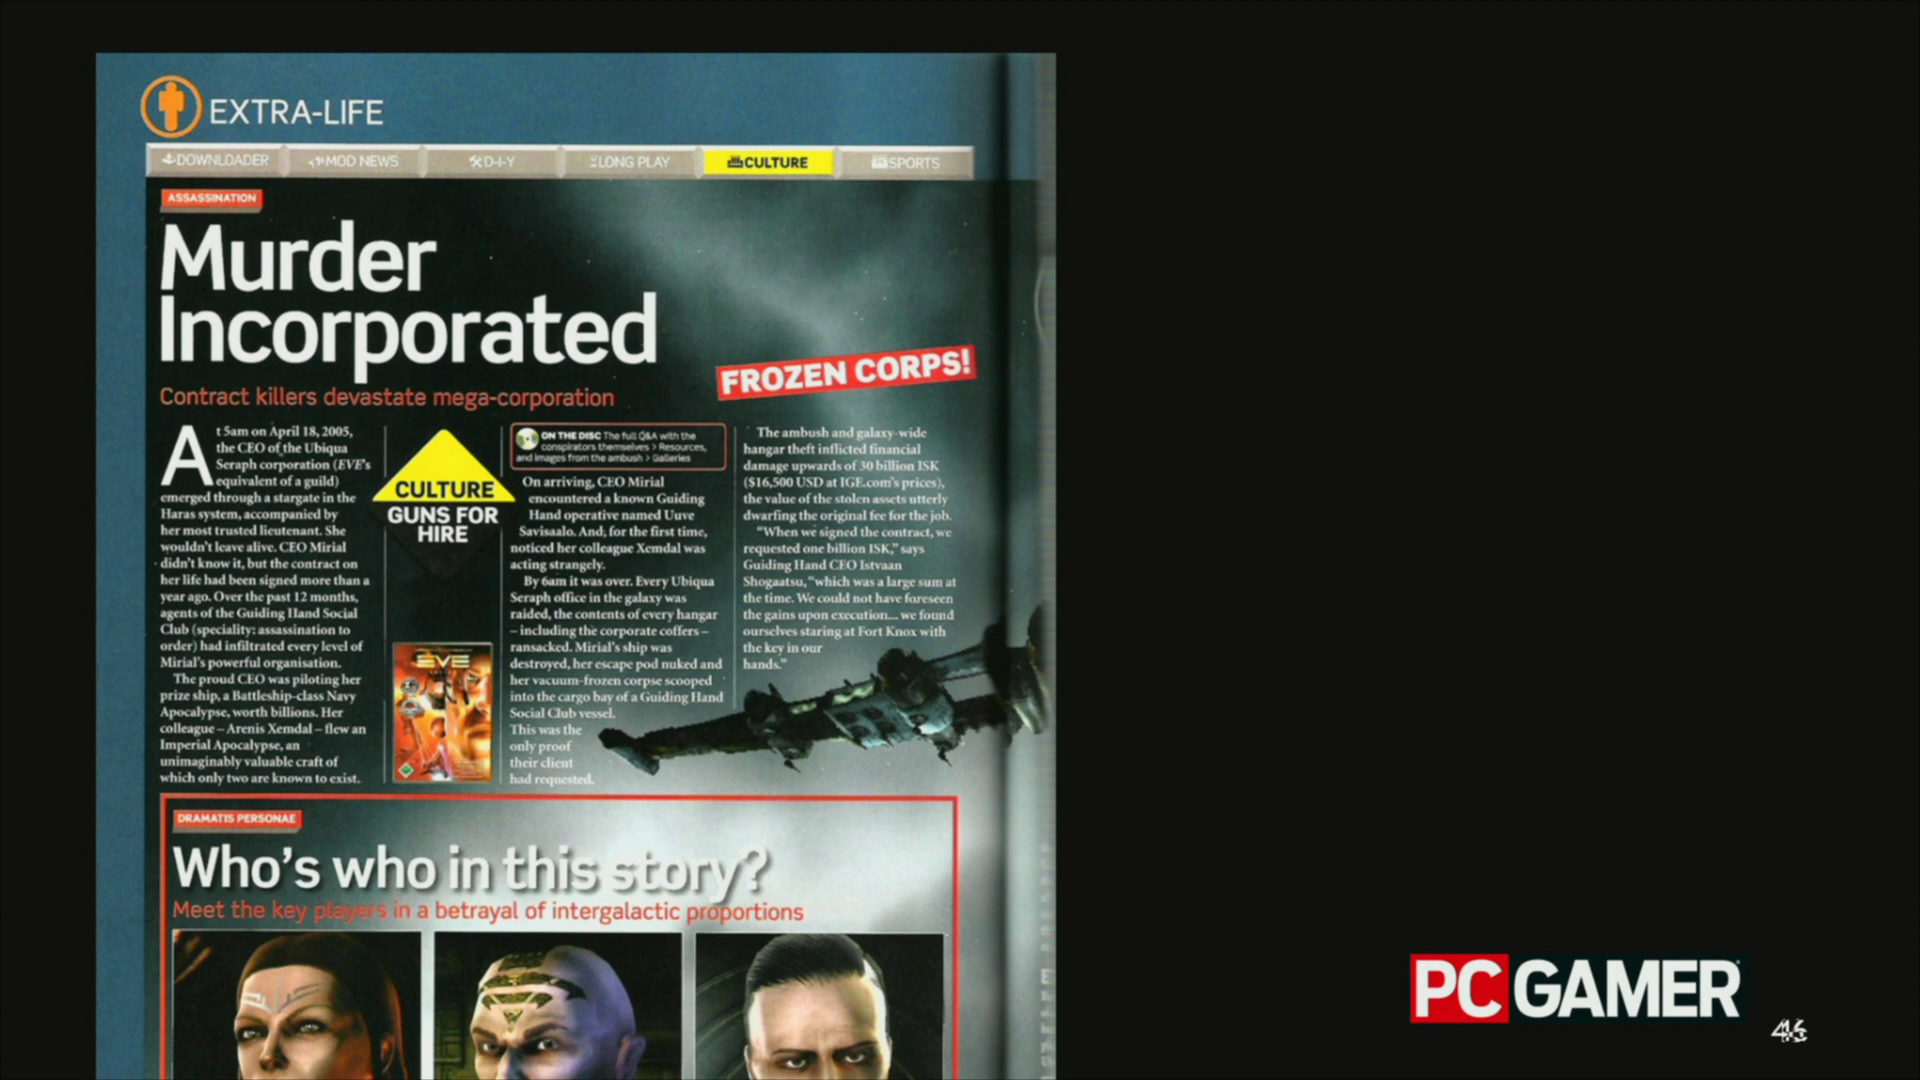 EXTRA-LIFE
DOWNLOADER
MOD NEWS
D-I-Y
LONG PLAY
CULTURE
SPORTS
ASSASSINATION
Murder
Incorporated
FROZEN CORPS!
Contract killers devastate mega-corporation
At 5am on April 18, 2005,
the CEO of the Ubiqua
Seraph corporation (EVE's
equivalent of a guild)
emerged through a stargate in the
Haras system, accompanied by
her most trusted lieutenant. She
wouldn't leave alive. CEO Mirial
didn't know it, but the contract on
her life had been signed more than a
year ago. Over the past 12 months,
agents of the Guiding Hand Social
Club (speciality: assassination to
order) had infiltrated every level of
Mirial's powerful organisation.
The proud CEO was piloting her
prize ship, a Battleship-class Navy
Apocalypse, worth billions. Her
colleague – Arenis Xemdal – flew an
Imperial Apocalypse, an
unimaginably valuable craft of
which only two are known to exist.
CULTURE
GUNS FOR
HIRE
EVE
ON THE DISC The full Q&A with the
conspirators themselves > Resources,
and images from the ambush > Galleries
On arriving, CEO Mirial
encountered a known Guiding
Hand operative named Uuve
Savisaalo. And, for the first time,
noticed her colleague Xemdal was
acting strangely.
By 6am it was over. Every Ubiqua
Seraph office in the galaxy was
raided, the contents of every hangar
– including the corporate coffers –
ransacked. Mirial's ship was
destroyed, her escape pod nuked and
her vacuum-frozen corpse scooped
into the cargo bay of a Guiding Hand
Social Club vessel.
This was the
only proof
their client
had requested.
The ambush and galaxy-wide
hangar theft inflicted financial
damage upwards of 30 billion ISK
($16,500 USD at IGE.com's prices),
the value of the stolen assets utterly
dwarfing the original fee for the job.
"When we signed the contract, we
requested one billion ISK," says
Guiding Hand CEO Istvaan
Shogaatsu, "which was a large sum at
the time. We could not have foreseen
the gains upon execution... we found
ourselves staring at Fort Knox with
the key in our
hands."
DRAMATIS PERSONAE
Who's who in this story?
Meet the key players in a betrayal of intergalactic proportions
PC GAMER